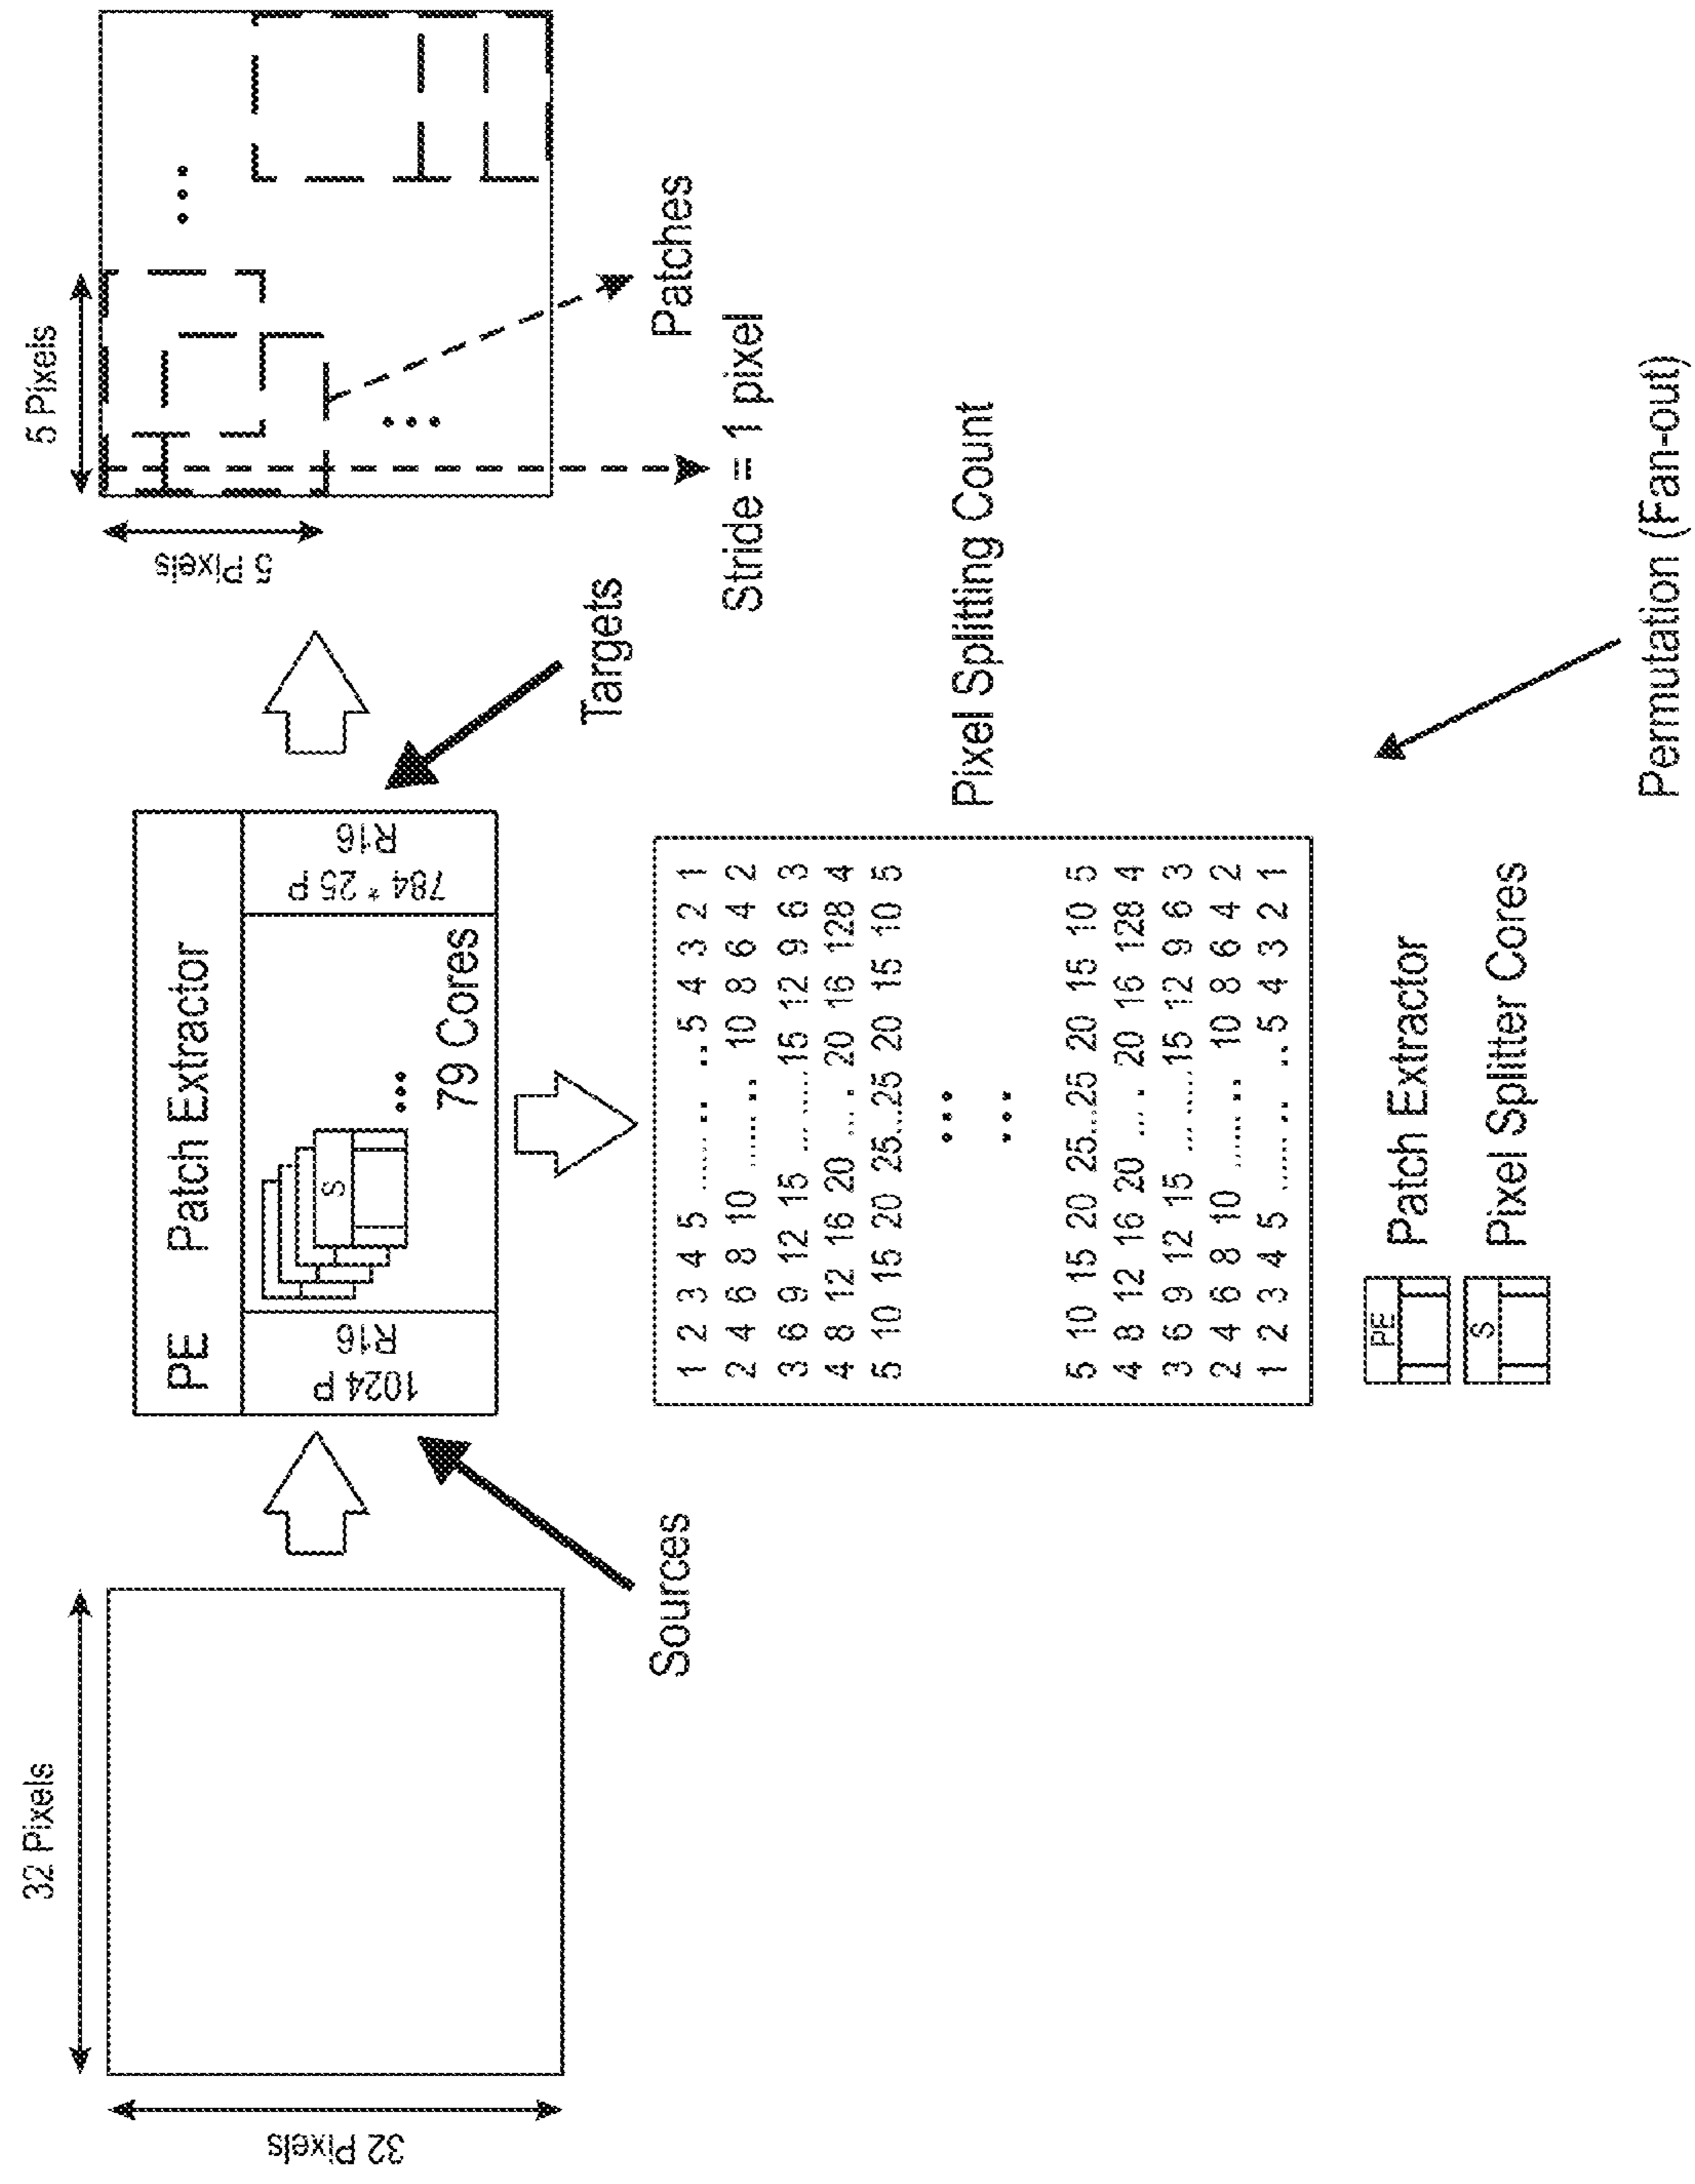 32 Pixels
32 Pixels
Sources
PE Patch Extractor
1024 P
R16
S
...
79 Cores
784 * 25 P
R16
Targets
5 Pixels
5 Pixels
...
...
Patches
Stride = 1 pixel
1 2 3 4 5 ...... .. ..5 4 3 2 1
2 4 6 8 10 ...... .. 10 8 6 4 2
3 6 9 12 15 ... .....15 12 9 6 3
4 8 12 16 20 ... . 20 16 128 4
5 10 15 20 25...25 20 15 10 5
...
...
5 10 15 20 25...25 20 15 10 5
4 8 12 16 20 ... . 20 16 128 4
3 6 9 12 15 ... .....15 12 9 6 3
2 4 6 8 10 ...... .. 10 8 6 4 2
1 2 3 4 5 ...... .. ..5 4 3 2 1
Pixel Splitting Count
PE Patch Extractor
S Pixel Splitter Cores
Permutation (Fan-out)